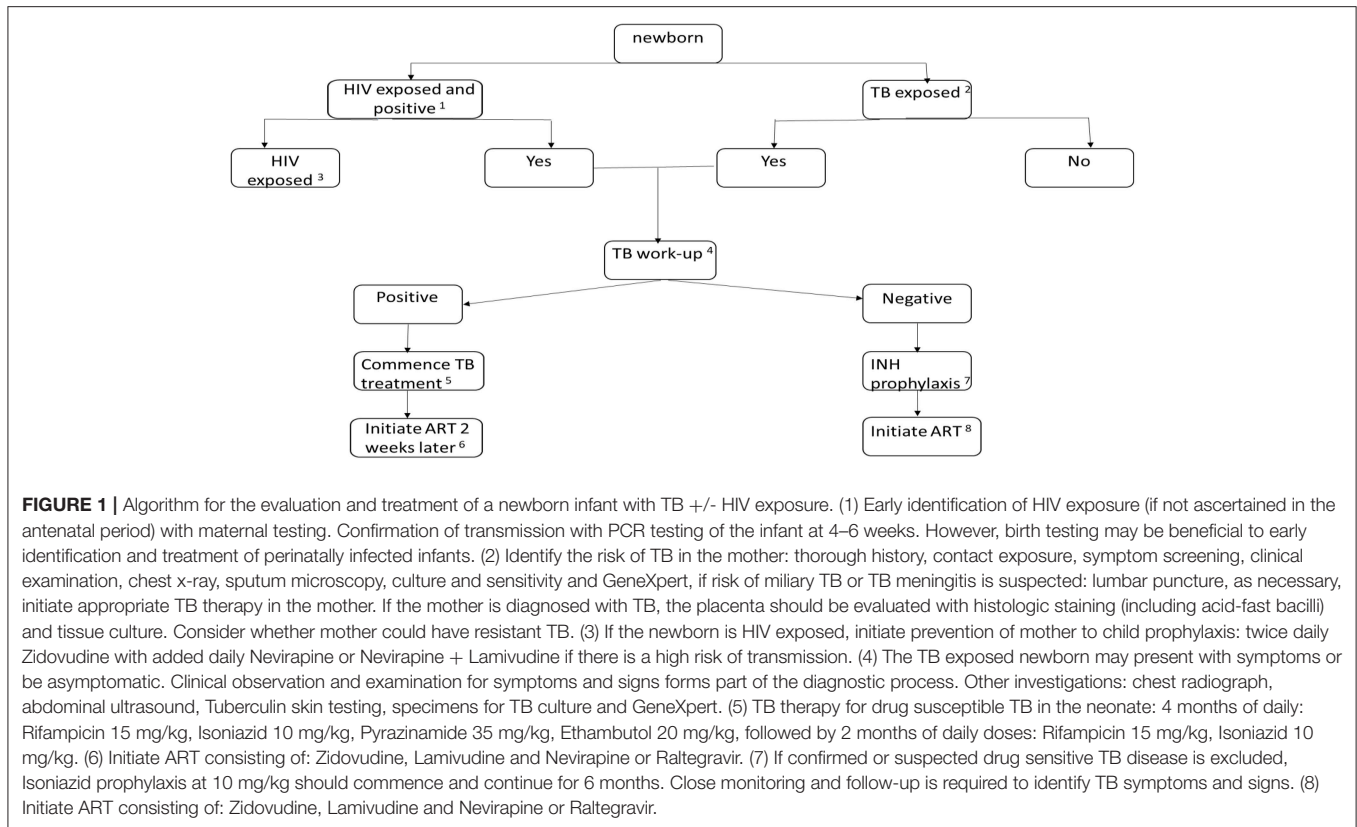 newborn
HIV exposed and
positive 1
TB exposed 2
HIV
exposed 3
Yes
Yes
No
TB work-up 4
Positive
Negative
Commence TB
treatment 5
INH
prophylaxis 7
Initiate ART 2
weeks later 6
Initiate ART 8
FIGURE 1 | Algorithm for the evaluation and treatment of a newborn infant with TB +/- HIV exposure. (1) Early identification of HIV exposure (if not ascertained in the
antenatal period) with maternal testing. Confirmation of transmission with PCR testing of the infant at 4–6 weeks. However, birth testing may be beneficial to early
identification and treatment of perinatally infected infants. (2) Identify the risk of TB in the mother: thorough history, contact exposure, symptom screening, clinical
examination, chest x-ray, sputum microscopy, culture and sensitivity and GeneXpert, if risk of miliary TB or TB meningitis is suspected: lumbar puncture, as necessary,
initiate appropriate TB therapy in the mother. If the mother is diagnosed with TB, the placenta should be evaluated with histologic staining (including acid-fast bacilli)
and tissue culture. Consider whether mother could have resistant TB. (3) If the newborn is HIV exposed, initiate prevention of mother to child prophylaxis: twice daily
Zidovudine with added daily Nevirapine or Nevirapine + Lamivudine if there is a high risk of transmission. (4) The TB exposed newborn may present with symptoms or
be asymptomatic. Clinical observation and examination for symptoms and signs forms part of the diagnostic process. Other investigations: chest radiograph,
abdominal ultrasound, Tuberculin skin testing, specimens for TB culture and GeneXpert. (5) TB therapy for drug susceptible TB in the neonate: 4 months of daily:
Rifampicin 15 mg/kg, Isoniazid 10 mg/kg, Pyrazinamide 35 mg/kg, Ethambutol 20 mg/kg, followed by 2 months of daily doses: Rifampicin 15 mg/kg, Isoniazid 10
mg/kg. (6) Initiate ART consisting of: Zidovudine, Lamivudine and Nevirapine or Raltegravir. (7) If confirmed or suspected drug sensitive TB disease is excluded,
Isoniazid prophylaxis at 10 mg/kg should commence and continue for 6 months. Close monitoring and follow-up is required to identify TB symptoms and signs. (8)
Initiate ART consisting of: Zidovudine, Lamivudine and Nevirapine or Raltegravir.